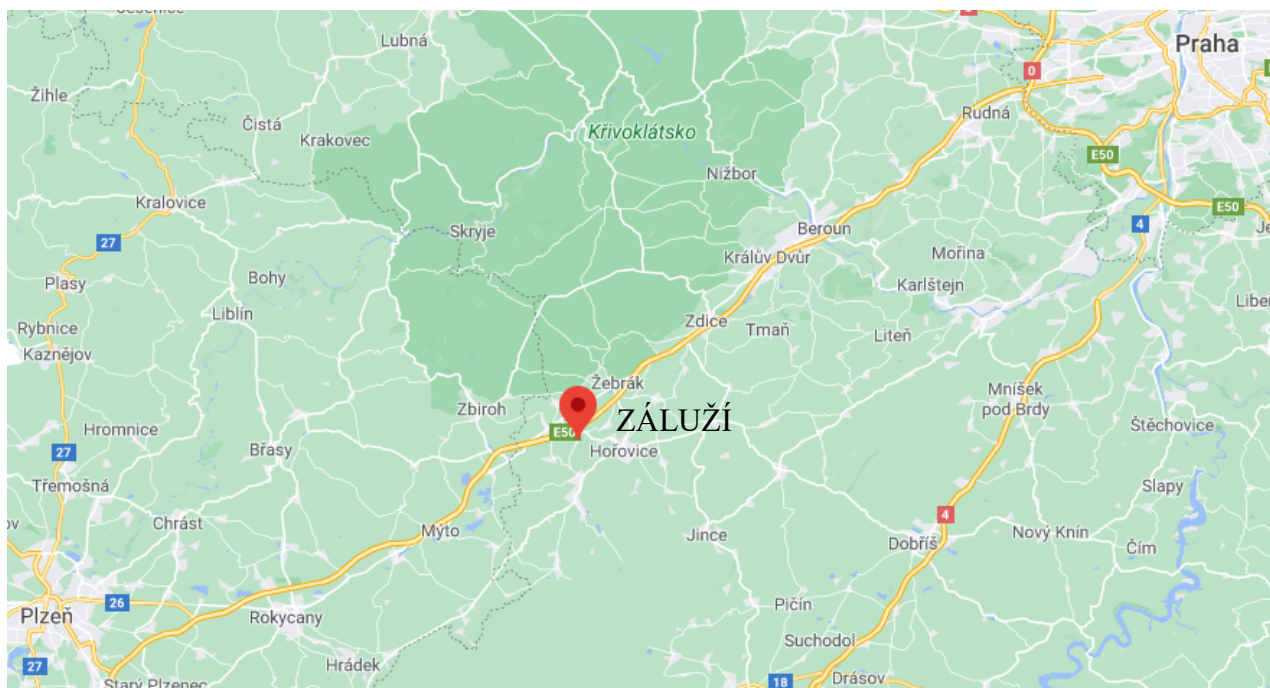 Lubná
Praha
0
Žihle
Čistá
Krakovec
Křivoklátsko
Rudná
E50
Nižbor
Kralovice
E50
Skryje
Beroun
4
27
Králův Dvůr
Mořina
Plasy
Bohy
Karlštejn
Liblín
Zdice
Tmaň
Liteň
Rybnice
Kaznějov
Žebrák
Mníšek
pod Brdy
Zbiroh
ZÁLUŽÍ
Hromnice
E50
Štěchovice
27
Břasy
Hořovice
Třemošná
Slapy
Chrást
4
Mýto
Jince
Dobříš
Nový Knín
Čím
26
Plzeň
Rokycany
Pičín
Suchodol
Hrádek
27
Starý Plzenec
18
Drásov